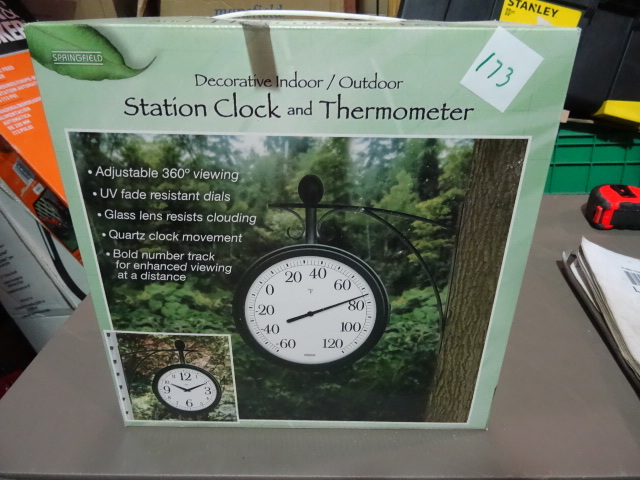 STANLEY
SPRINGFIELD
173
Decorative Indoor / Outdoor
Station Clock and Thermometer
• Adjustable 360º viewing
• UV fade resistant dials
• Glass lens resists clouding
• Quartz clock movement
• Bold number track
for enhanced viewing
at a distance
20 40
0 60
20 80
40 100
60 120
°F
12
9 3
6